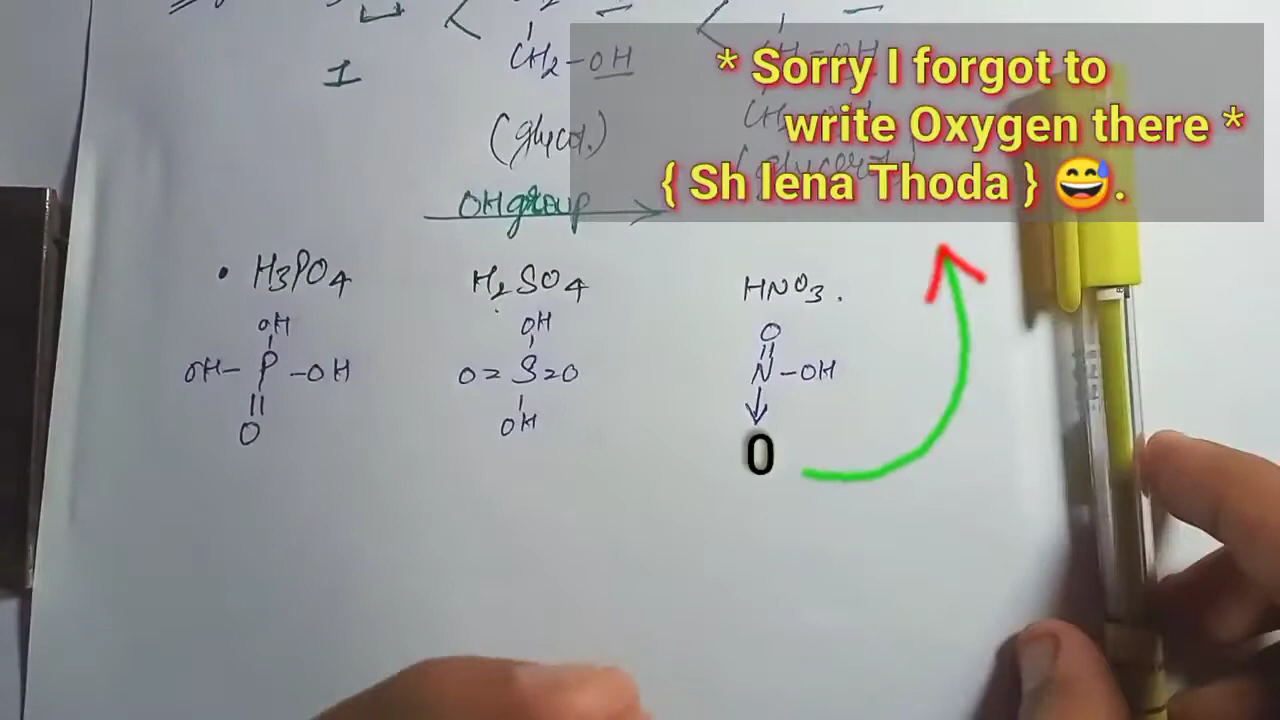 * Sorry I forgot to
write Oxygen there *
{ Sh lena Thoda } 😅.
CH2-OH
1
(glycol.)
OH group
• H3PO4 H2SO4 HNO3.
OH OH O
OH- P -OH O=S=O N-OH
O OH O